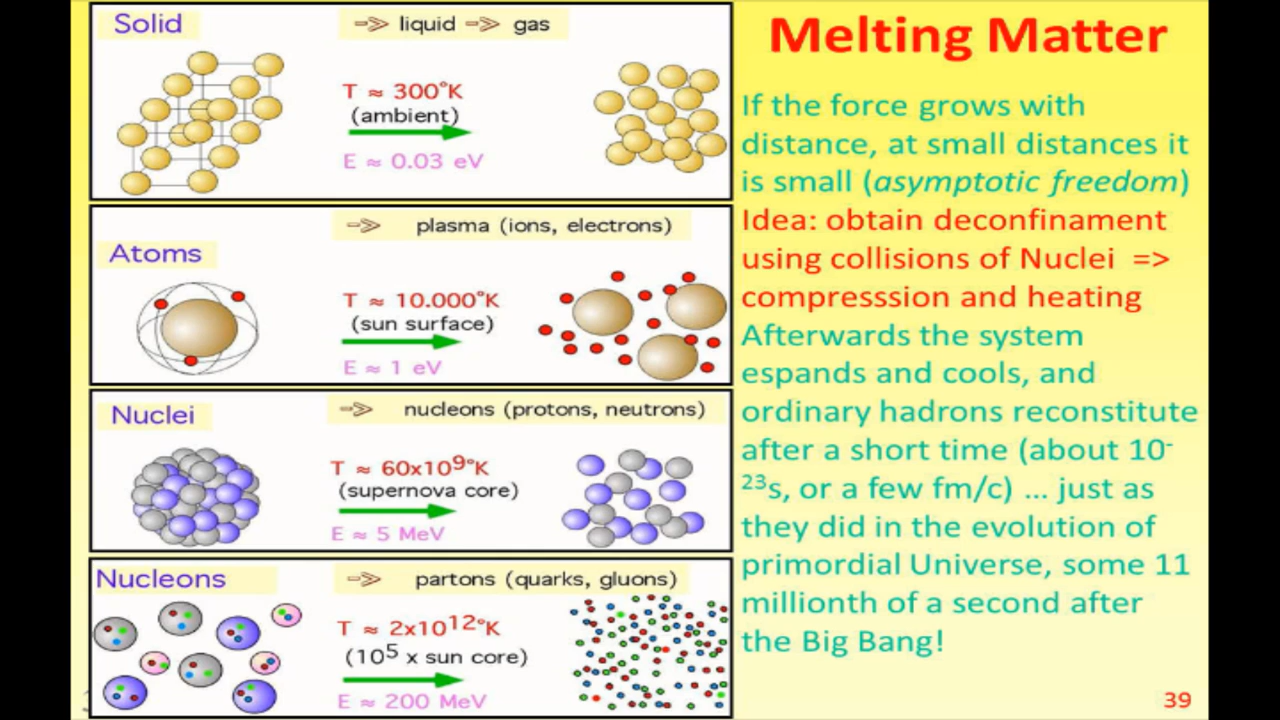 Solid
=>> liquid =>> gas
T ≈ 300°K
(ambient)
E ≈ 0.03 eV
=>> plasma (ions, electrons)
Atoms
T ≈ 10.000°K
(sun surface)
E ≈ 1 eV
Nuclei
=>> nucleons (protons, neutrons)
T ≈ 60x10⁹°K
(supernova core)
E ≈ 5 MeV
Nucleons
=>> partons (quarks, gluons)
T ≈ 2x10¹²°K
(10⁵ x sun core)
E ≈ 200 MeV
Melting Matter
If the force grows with
distance, at small distances it
is small (asymptotic freedom)
Idea: obtain deconfinament
using collisions of Nuclei =>
compresssion and heating
Afterwards the system
espands and cools, and
ordinary hadrons reconstitute
after a short time (about 10⁻
²³s, or a few fm/c) ... just as
they did in the evolution of
primordial Universe, some 11
millionth of a second after
the Big Bang!
39